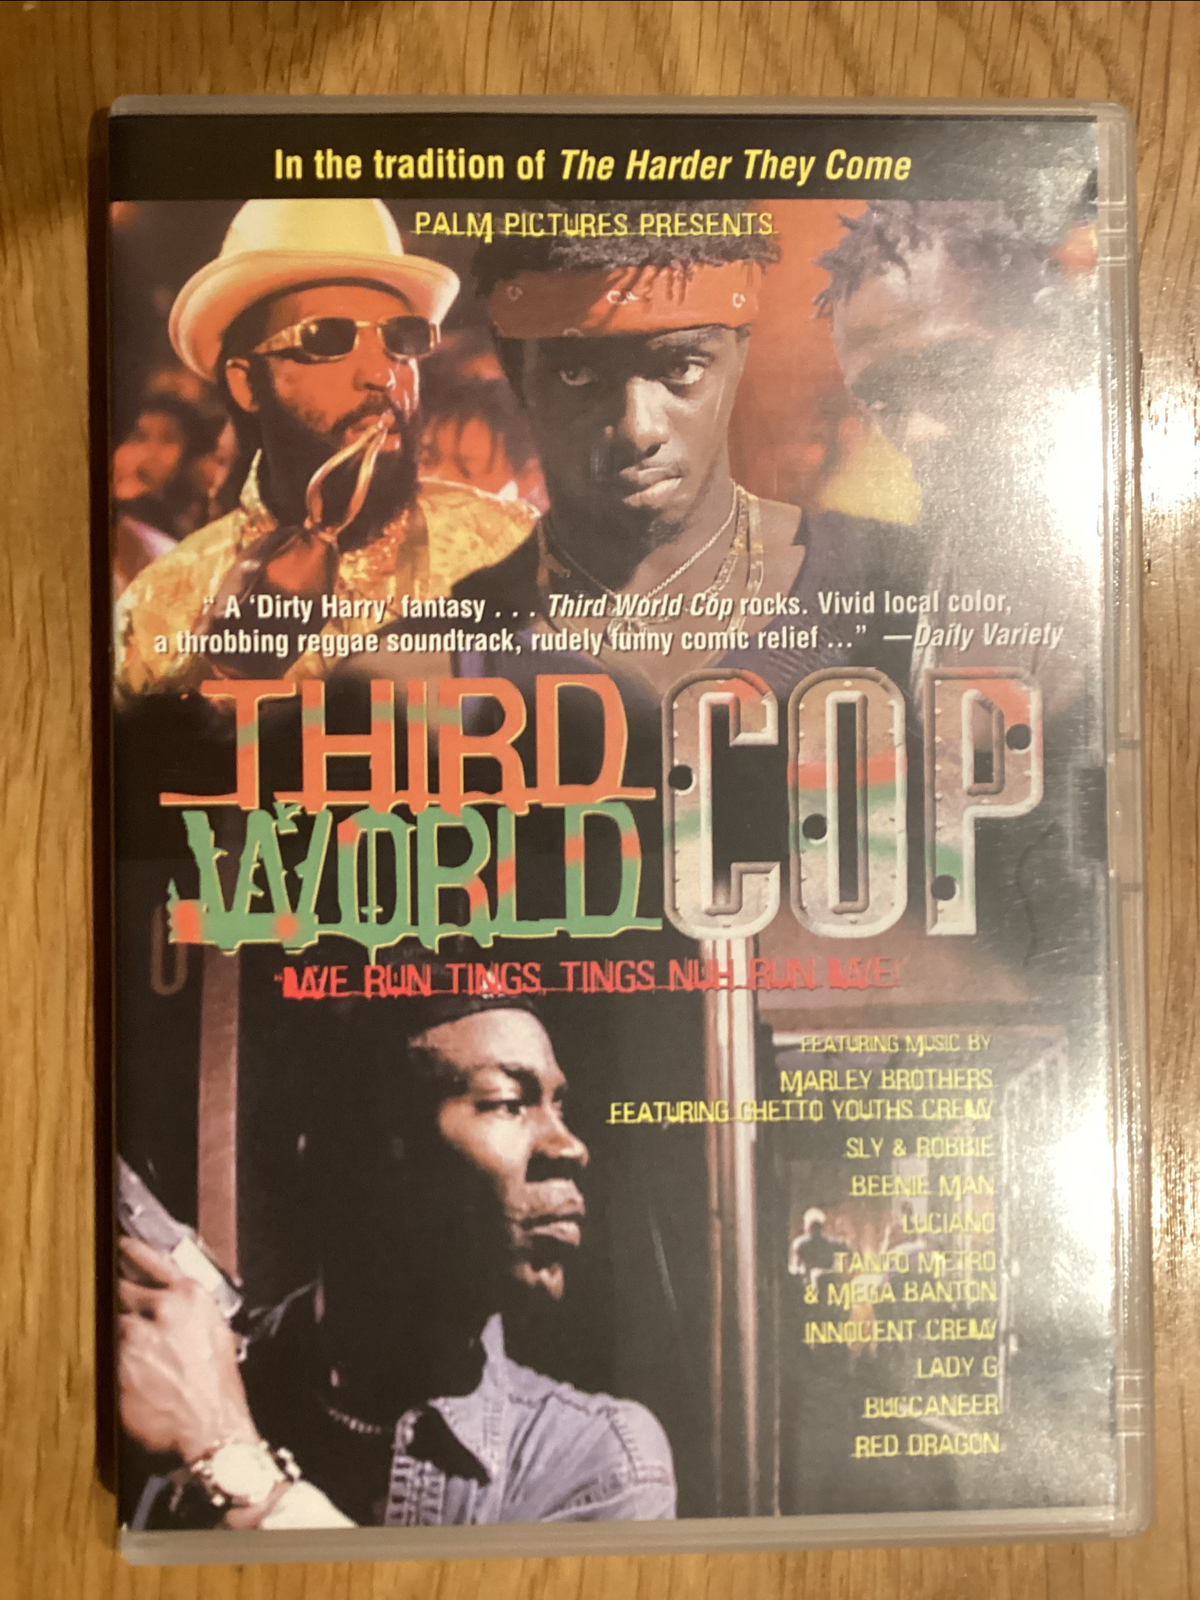 In the tradition of The Harder They Come
PALM PICTURES PRESENTS
" A 'Dirty Harry' fantasy . . . Third World Cop rocks. Vivid local color,
a throbbing reggae soundtrack, rudely funny comic relief ..." —Daily Variety
THIRD
WORLD
COP
"WE RUN TINGS, TINGS NUH RUN WE!"
FEATURING MUSIC BY
MARLEY BROTHERS
FEATURING GHETTO YOUTHS CREW
SLY & ROBBIE
BEENIE MAN
LUCIANO
TANTO METRO
& MEGA BANTON
INNOCENT CREW
LADY G
BUCCANEER
RED DRAGON